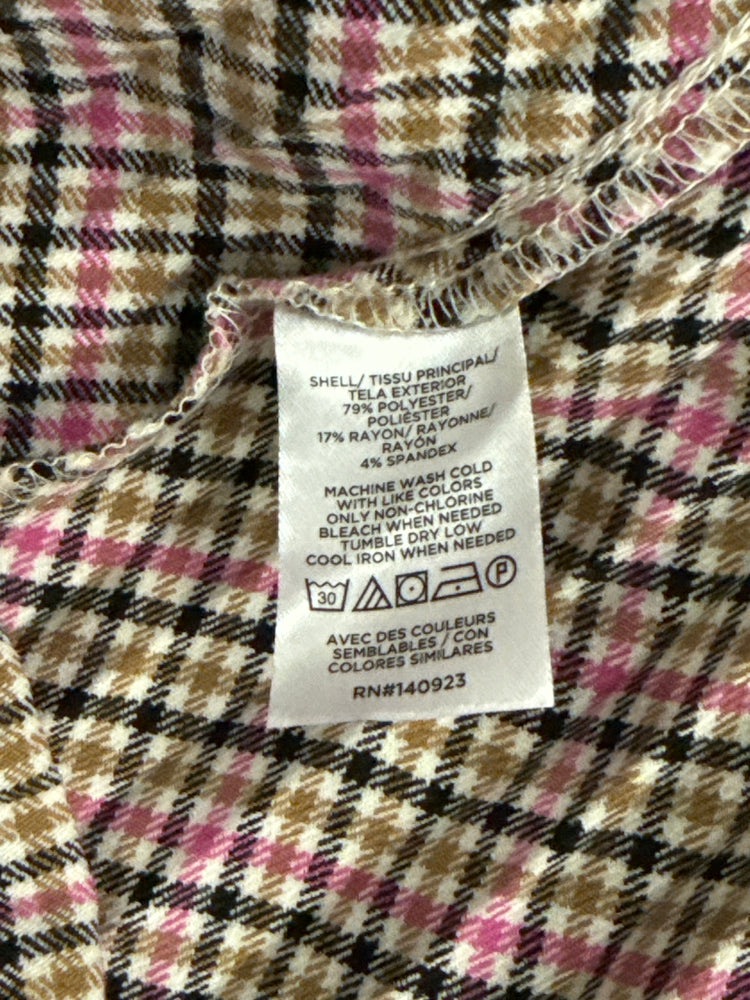 SHELL/ TISSU PRINCIPAL/
TELA EXTERIOR
79% POLYESTER/
POLIÉSTER
17% RAYON/ RAYONNE/
RAYÓN
4% SPANDEX
MACHINE WASH COLD
WITH LIKE COLORS
ONLY NON-CHLORINE
BLEACH WHEN NEEDED
TUMBLE DRY LOW
COOL IRON WHEN NEEDED
30 P
AVEC DES COULEURS
SEMBLABLES / CON
COLORES SIMILARES
RN#140923